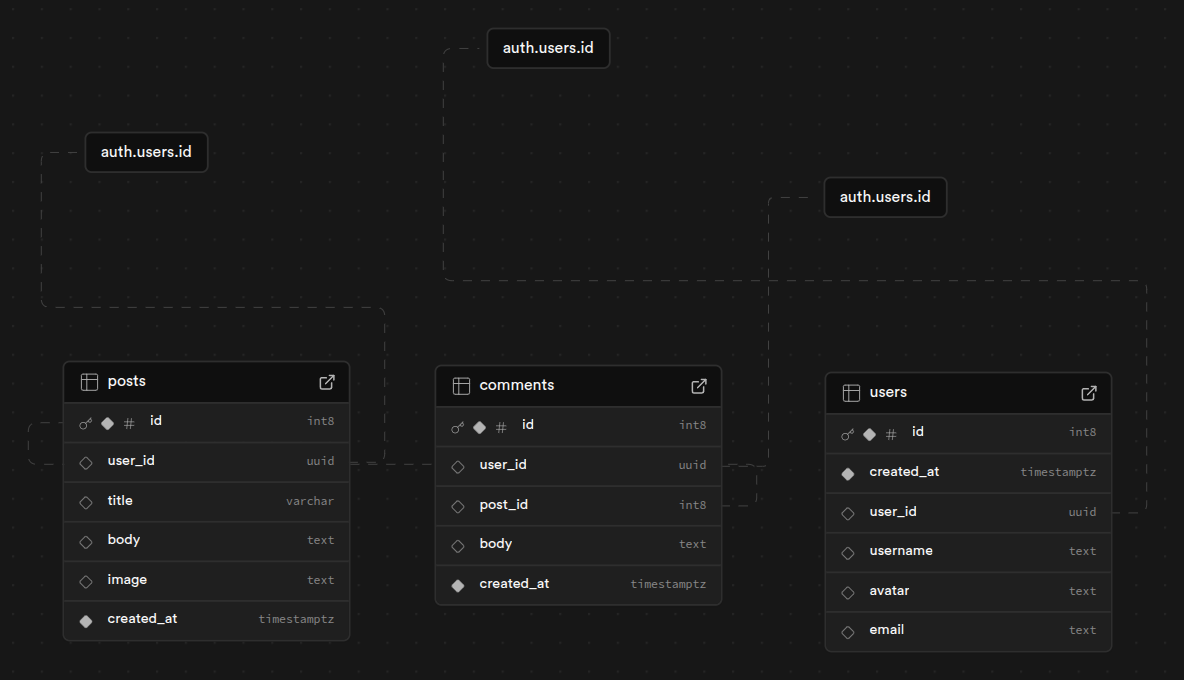 auth.users.id
auth.users.id
auth.users.id
posts
id int8
user_id uuid
title varchar
body text
image text
created_at timestamptz
comments
id int8
user_id uuid
post_id int8
body text
created_at timestamptz
users
id int8
created_at timestamptz
user_id uuid
username text
avatar text
email text